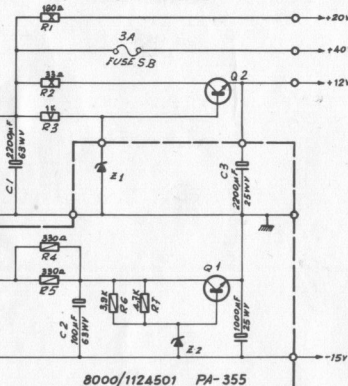 180Ω
R1
+20V
3A
FUSE S.B
+40
33Ω
R2
Q2
+12V
1K
R3
C1
2200µF
63WV
Z1
C3
2200µF
25WV
330Ω
R4
330Ω
R5
Q1
C2
100µF
63WV
3.9K
R6
4.7K
R7
Z2
1000µF
25WV
-15V
8000/1124501 PA-355